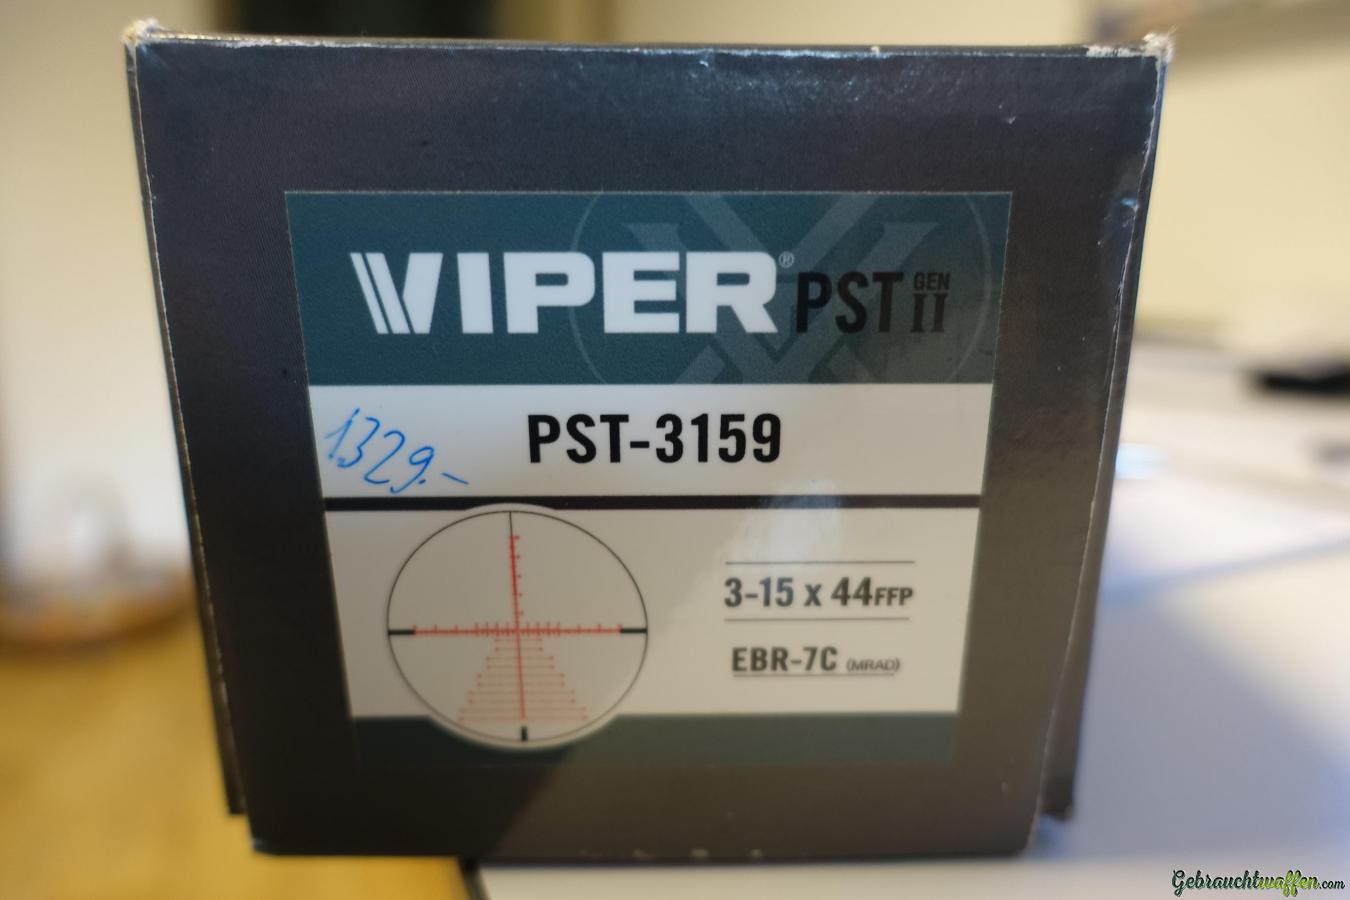 VIPER® PST GEN II
1329.-
PST-3159
3-15 x 44FFP
EBR-7C (MRAD)
Gebrauchtwaffen.com